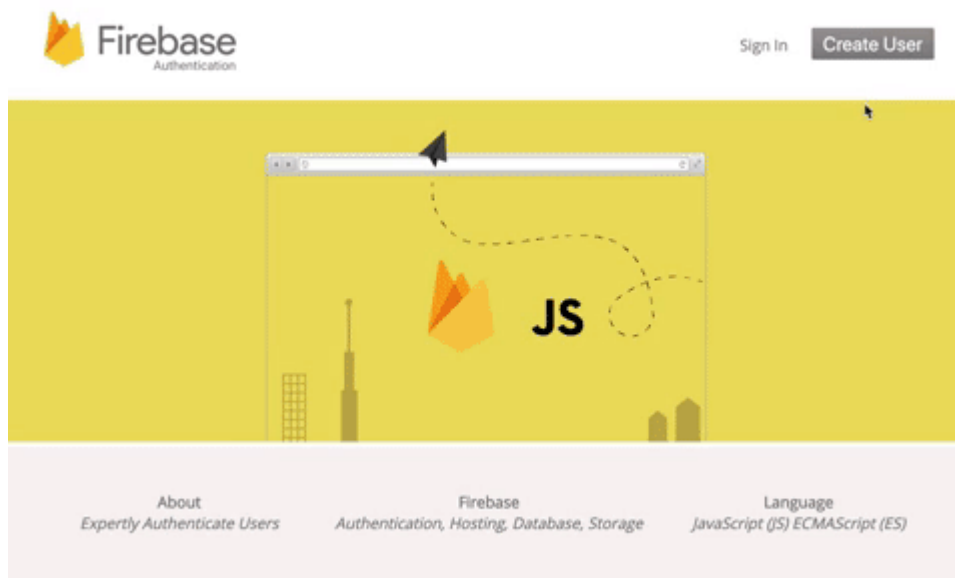 Firebase
Authentication
Sign In
Create User
JS
About
Expertly Authenticate Users
Firebase
Authentication, Hosting, Database, Storage
Language
JavaScript (JS) ECMAScript (ES)